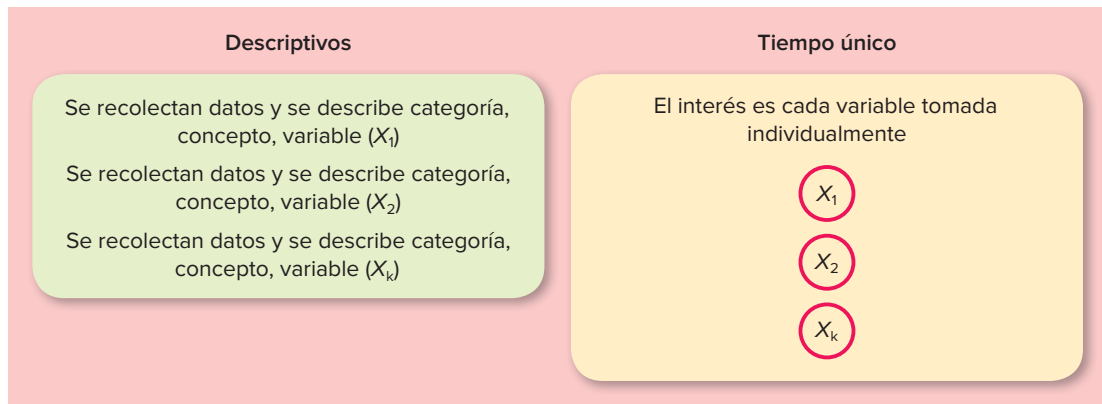 Descriptivos
Se recolectan datos y se describe categoría,
concepto, variable (X₁)
Se recolectan datos y se describe categoría,
concepto, variable (X₂)
Se recolectan datos y se describe categoría,
concepto, variable (Xₖ)
Tiempo único
El interés es cada variable tomada
individualmente
X₁
X₂
Xₖ